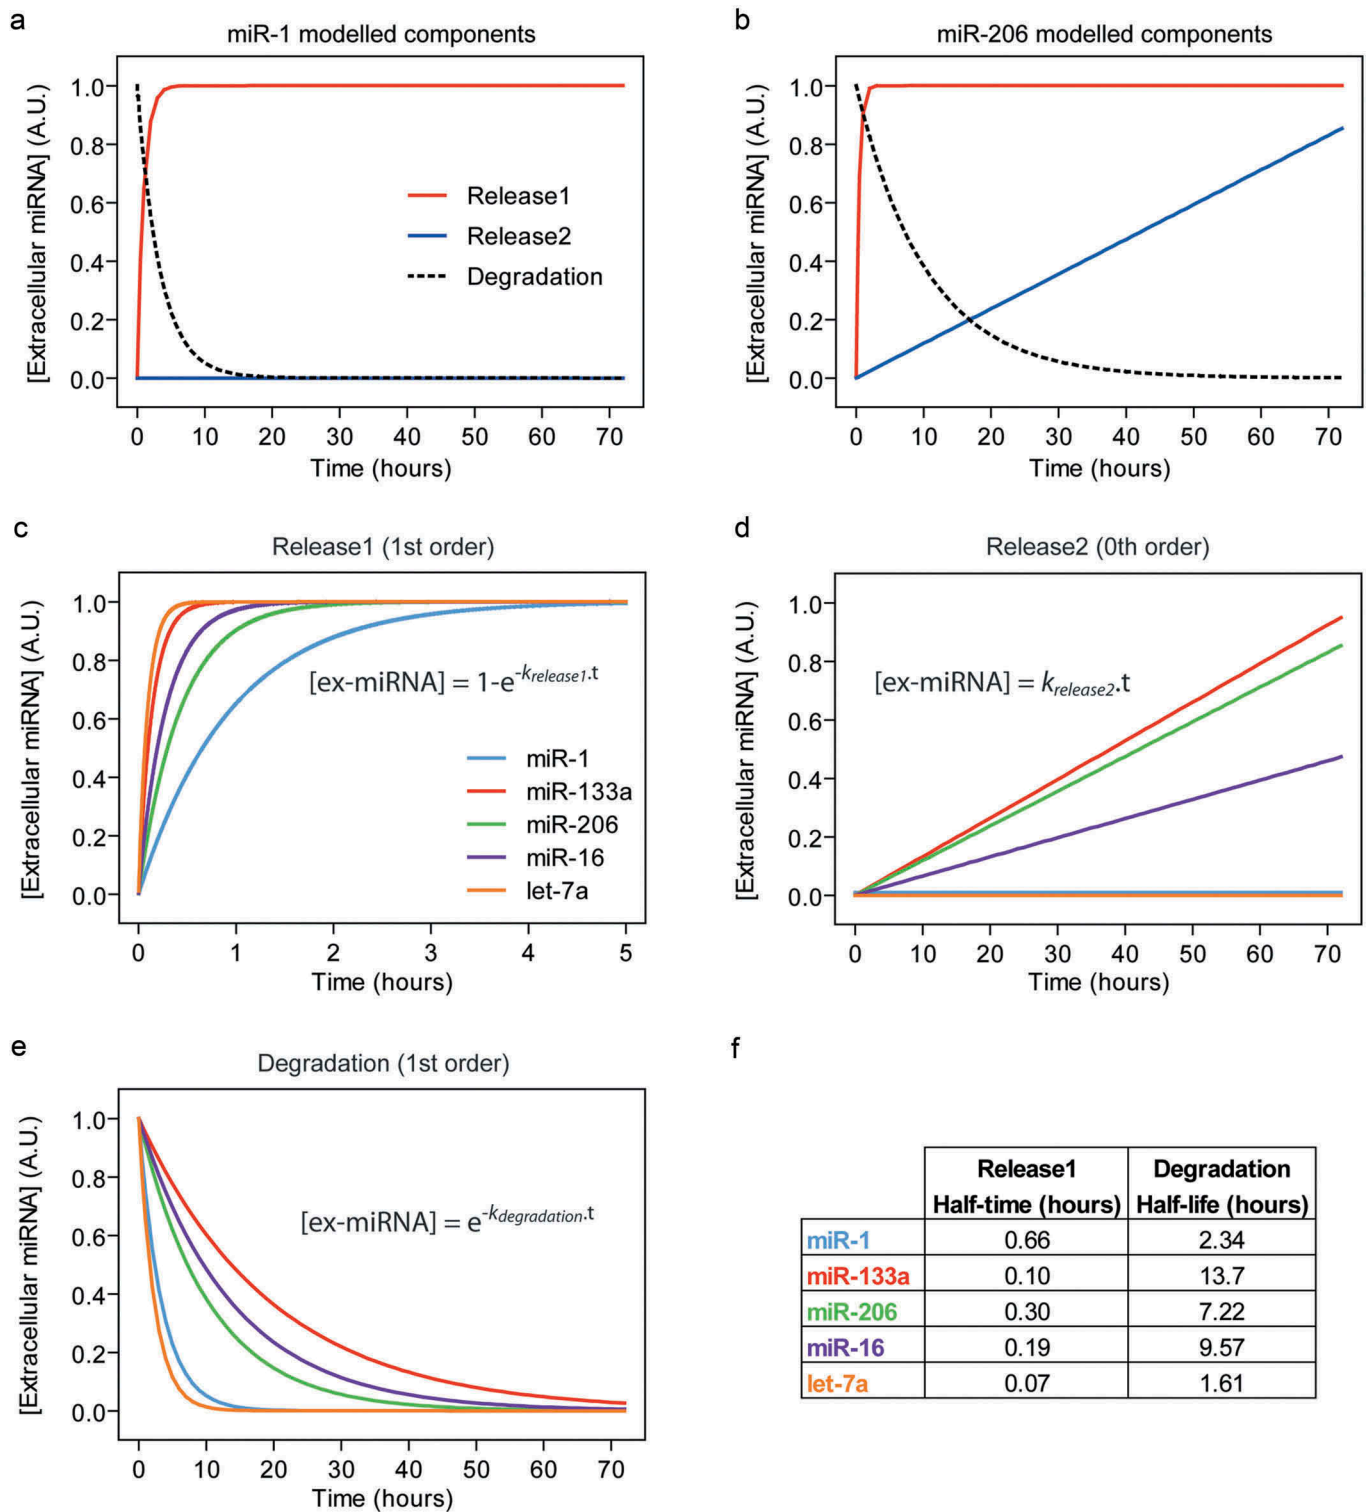 a
miR-1 modelled components
[Extracellular miRNA] (A.U.)
1.0
0.8
0.6
0.4
0.2
0.0
Release1
Release2
Degradation
0 10 20 30 40 50 60 70
Time (hours)
b
miR-206 modelled components
[Extracellular miRNA] (A.U.)
1.0
0.8
0.6
0.4
0.2
0.0
0 10 20 30 40 50 60 70
Time (hours)
c
Release1 (1st order)
[Extracellular miRNA] (A.U.)
1.0
0.8
0.6
0.4
0.2
0.0
[ex-miRNA] = 1-e-krelease1.t
miR-1
miR-133a
miR-206
miR-16
let-7a
0 1 2 3 4 5
Time (hours)
d
Release2 (0th order)
[Extracellular miRNA] (A.U.)
1.0
0.8
0.6
0.4
0.2
0.0
[ex-miRNA] = krelease2.t
0 10 20 30 40 50 60 70
Time (hours)
e
Degradation (1st order)
[Extracellular miRNA] (A.U.)
1.0
0.8
0.6
0.4
0.2
0.0
[ex-miRNA] = e-kdegradation.t
0 10 20 30 40 50 60 70
Time (hours)
f
Release1 Degradation
Half-time (hours) Half-life (hours)
miR-1 0.66 2.34
miR-133a 0.10 13.7
miR-206 0.30 7.22
miR-16 0.19 9.57
let-7a 0.07 1.61